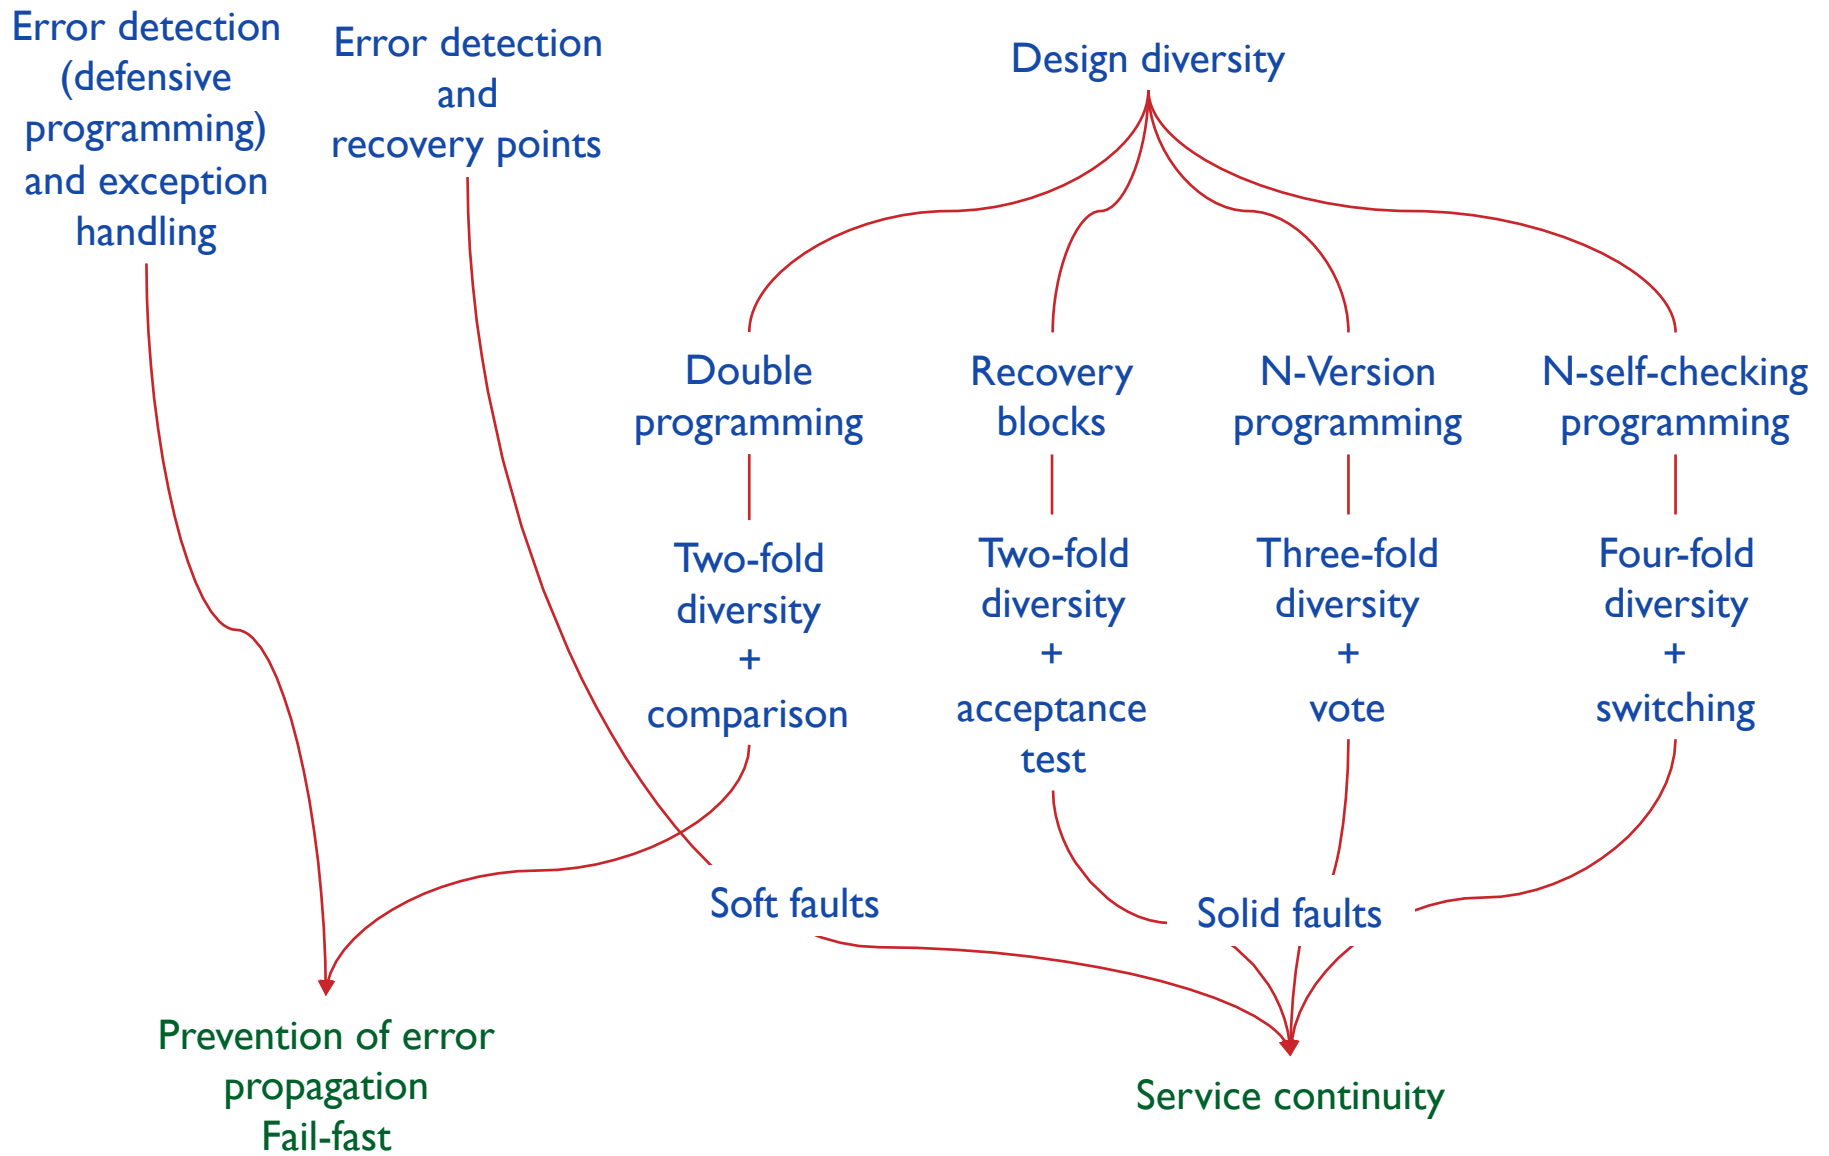 Error detection
(defensive
programming)
and exception
handling
Error detection
and
recovery points
Design diversity
Double
programming
Recovery
blocks
N-Version
programming
N-self-checking
programming
Two-fold
diversity
+
comparison
Two-fold
diversity
+
acceptance
test
Three-fold
diversity
+
vote
Four-fold
diversity
+
switching
Soft faults
Solid faults
Prevention of error
propagation
Fail-fast
Service continuity